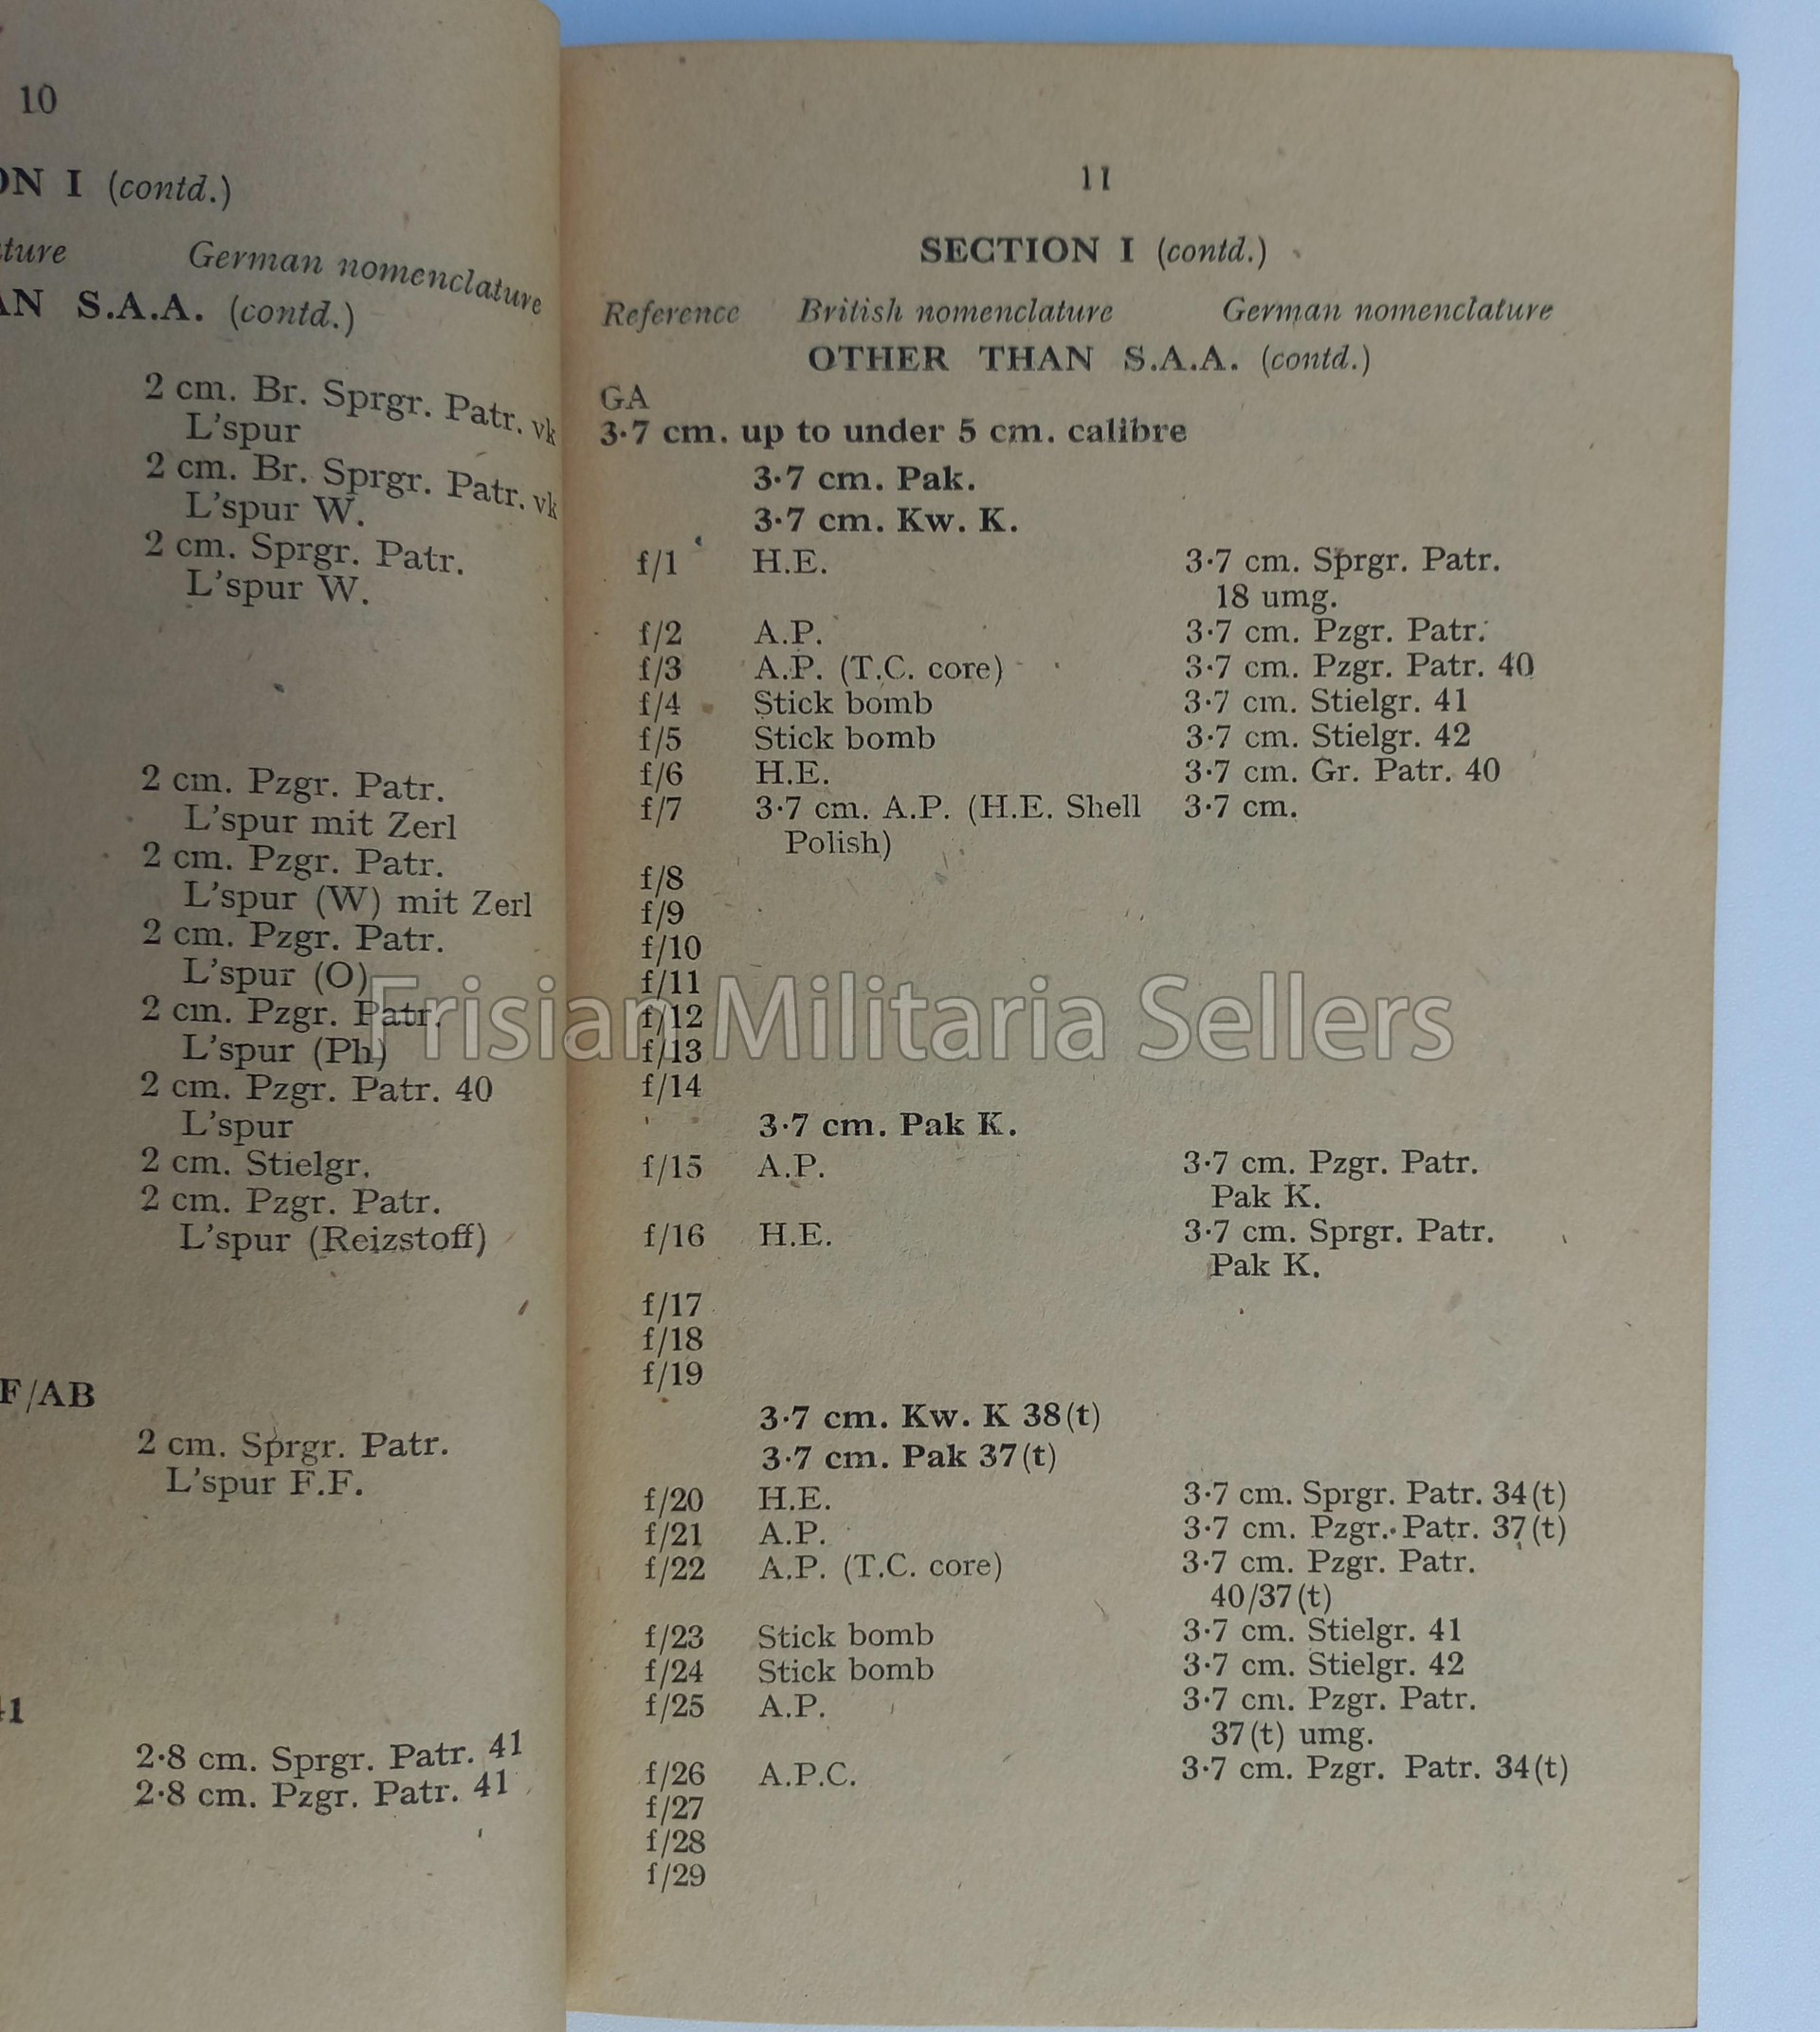 10
ON I (contd.)
ture German nomenclature
AN S.A.A. (contd.)
2 cm. Br. Sprgr. Patr. vk
L'spur
2 cm. Br. Sprgr. Patr. vk
L'spur W.
2 cm. Sprgr. Patr.
L'spur W.
2 cm. Pzgr. Patr.
L'spur mit Zerl
2 cm. Pzgr. Patr.
L'spur (W) mit Zerl
2 cm. Pzgr. Patr.
L'spur (O)
2 cm. Pzgr. Patr.
L'spur (Ph)
2 cm. Pzgr. Patr. 40
L'spur
2 cm. Stielgr.
2 cm. Pzgr. Patr.
L'spur (Reizstoff)
F/AB
2 cm. Sprgr. Patr.
L'spur F.F.
41
2·8 cm. Sprgr. Patr. 41
2·8 cm. Pzgr. Patr. 41
11
SECTION I (contd.)
Reference British nomenclature German nomenclature
OTHER THAN S.A.A. (contd.)
GA
3·7 cm. up to under 5 cm. calibre
3·7 cm. Pak.
3·7 cm. Kw. K.
f/1 H.E. 3·7 cm. Sprgr. Patr.
18 umg.
f/2 A.P. 3·7 cm. Pzgr. Patr.
f/3 A.P. (T.C. core) 3·7 cm. Pzgr. Patr. 40
f/4 Stick bomb 3·7 cm. Stielgr. 41
f/5 Stick bomb 3·7 cm. Stielgr. 42
f/6 H.E. 3·7 cm. Gr. Patr. 40
f/7 3·7 cm. A.P. (H.E. Shell 3·7 cm.
Polish)
f/8
f/9
f/10
f/11
f/12
f/13
f/14
Frisian Militaria Sellers
3·7 cm. Pak K.
f/15 A.P. 3·7 cm. Pzgr. Patr.
Pak K.
f/16 H.E. 3·7 cm. Sprgr. Patr.
Pak K.
f/17
f/18
f/19
3·7 cm. Kw. K 38(t)
3·7 cm. Pak 37(t)
f/20 H.E. 3·7 cm. Sprgr. Patr. 34(t)
f/21 A.P. 3·7 cm. Pzgr. Patr. 37(t)
f/22 A.P. (T.C. core) 3·7 cm. Pzgr. Patr.
40/37(t)
f/23 Stick bomb 3·7 cm. Stielgr. 41
f/24 Stick bomb 3·7 cm. Stielgr. 42
f/25 A.P. 3·7 cm. Pzgr. Patr.
37(t) umg.
f/26 A.P.C. 3·7 cm. Pzgr. Patr. 34(t)
f/27
f/28
f/29